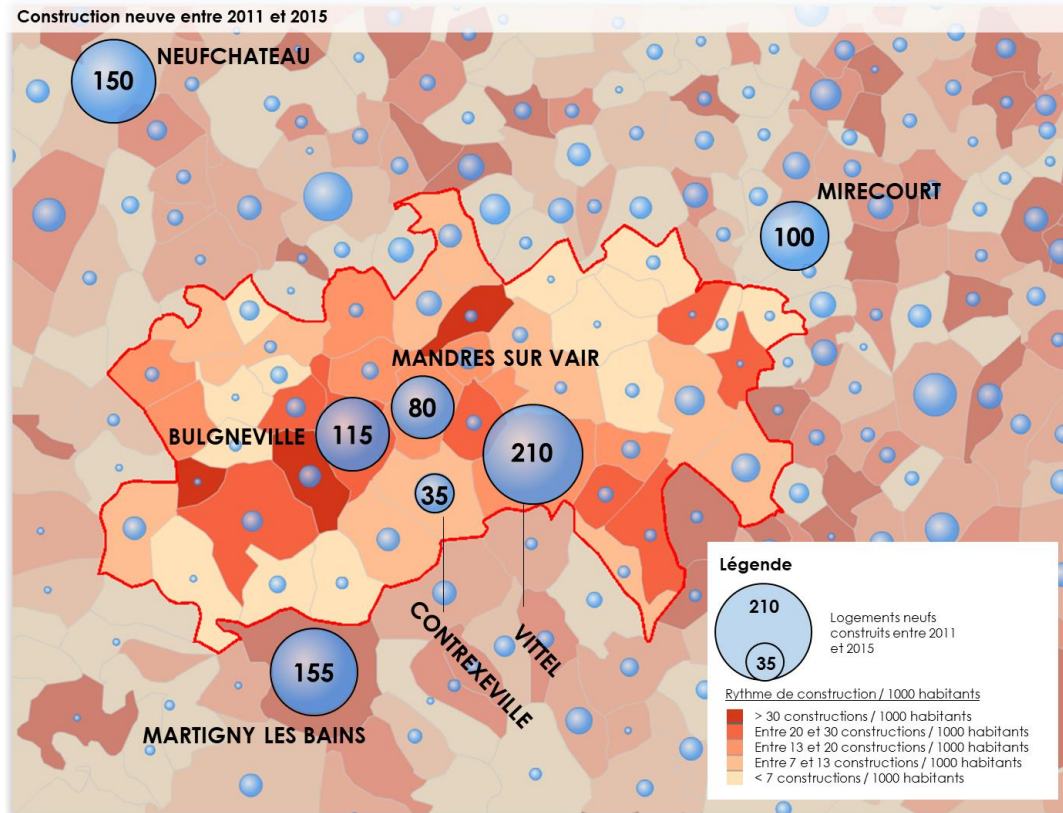 Construction neuve entre 2011 et 2015
150
NEUFCHATEAU
MIRECOURT
100
MANDRES SUR VAIR
80
BULGNEVILLE
115
210
35
CONTREXEVILLE
VITTEL
155
MARTIGNY LES BAINS
Légende
210
35
Logements neufs
construits entre 2011
et 2015
Rythme de construction / 1000 habitants
> 30 constructions / 1000 habitants
Entre 20 et 30 constructions / 1000 habitants
Entre 13 et 20 constructions / 1000 habitants
Entre 7 et 13 constructions / 1000 habitants
< 7 constructions / 1000 habitants